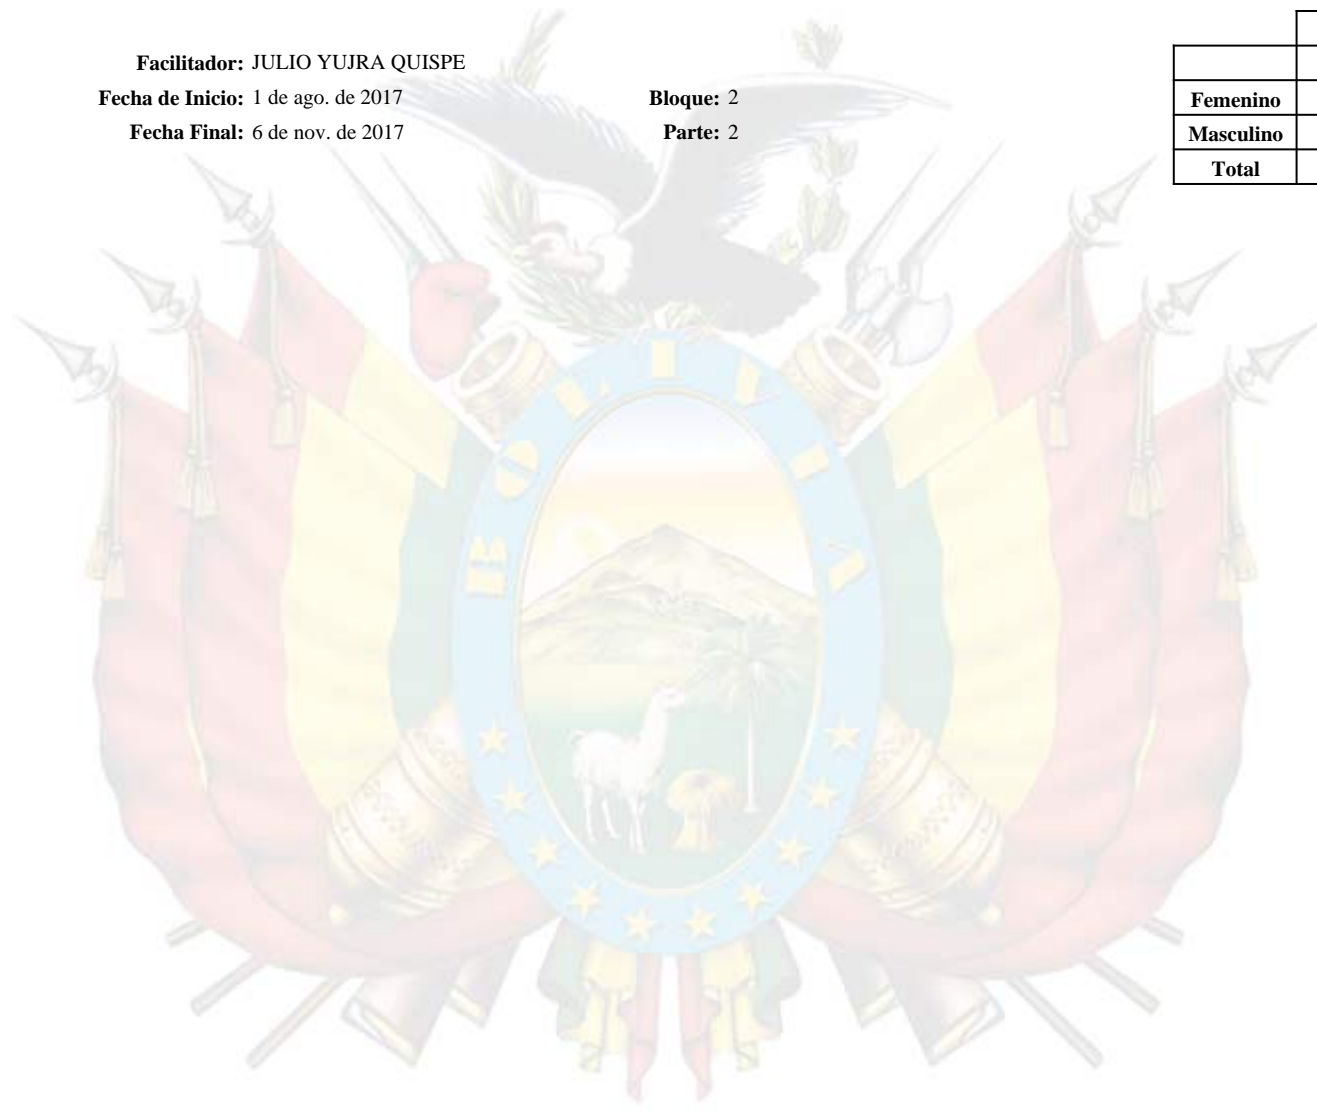 Facilitador: JULIO YUJRA QUISPE
Fecha de Inicio: 1 de ago. de 2017
Bloque: 2
Fecha Final: 6 de nov. de 2017
Parte: 2
Femenino
Masculino
Total
BOLIVIA